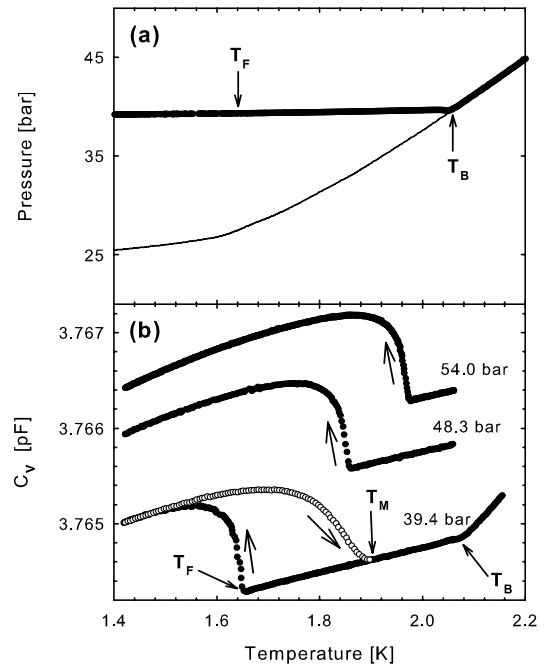 (a)
45
35
25
Pressure [bar]
T_F
T_B
(b)
3.767
3.766
3.765
C_v [pF]
54.0 bar
48.3 bar
39.4 bar
T_M
T_F
T_B
1.4 1.6 1.8 2.0 2.2
Temperature [K]